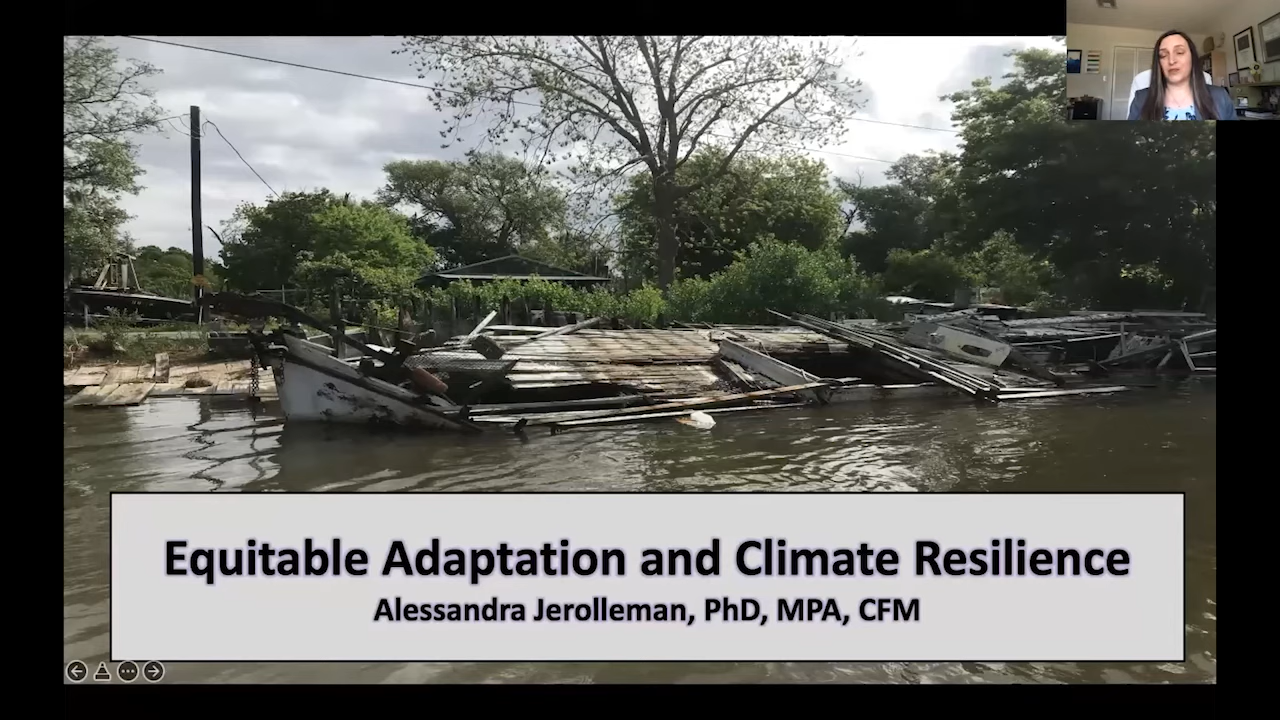 Equitable Adaptation and Climate Resilience
Alessandra Jerolleman, PhD, MPA, CFM